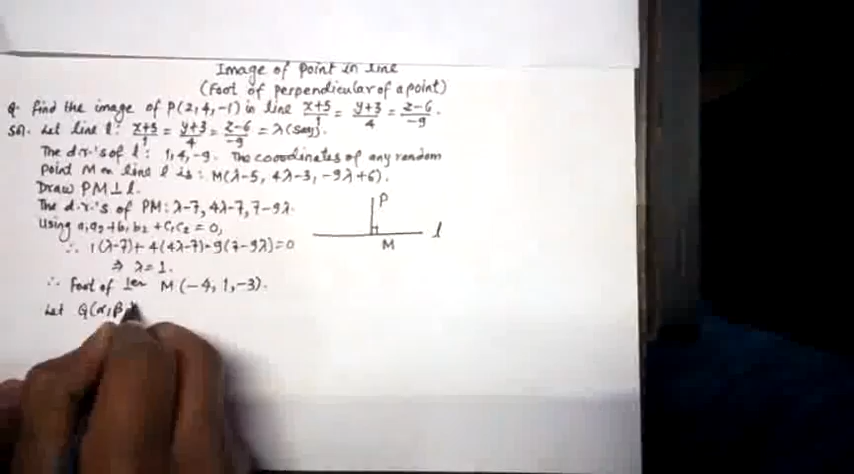 Image of Point in line
(Foot of perpendicular of a point)
Q. Find the image of P(2,4,-1) in line x+5/1 = y+3/4 = z-6/-9.
Sol. Let line l: x+5/1 = y+3/4 = z-6/-9 = λ(say).
The d.r.'s of l: 1,4,-9. The coordinates of any random
point M on line l is: M(λ-5, 4λ-3, -9λ+6).
Draw PM⊥l.
The d.r.'s of PM: λ-7, 4λ-7, 7-9λ.
Using a₁a₂+b₁b₂+c₁c₂=0,
∴ 1(λ-7)+4(4λ-7)-9(7-9λ)=0
⇒ λ=1.
∴ Foot of ⊥er M(-4,1,-3).
Let Q(α,β,
P
l
M